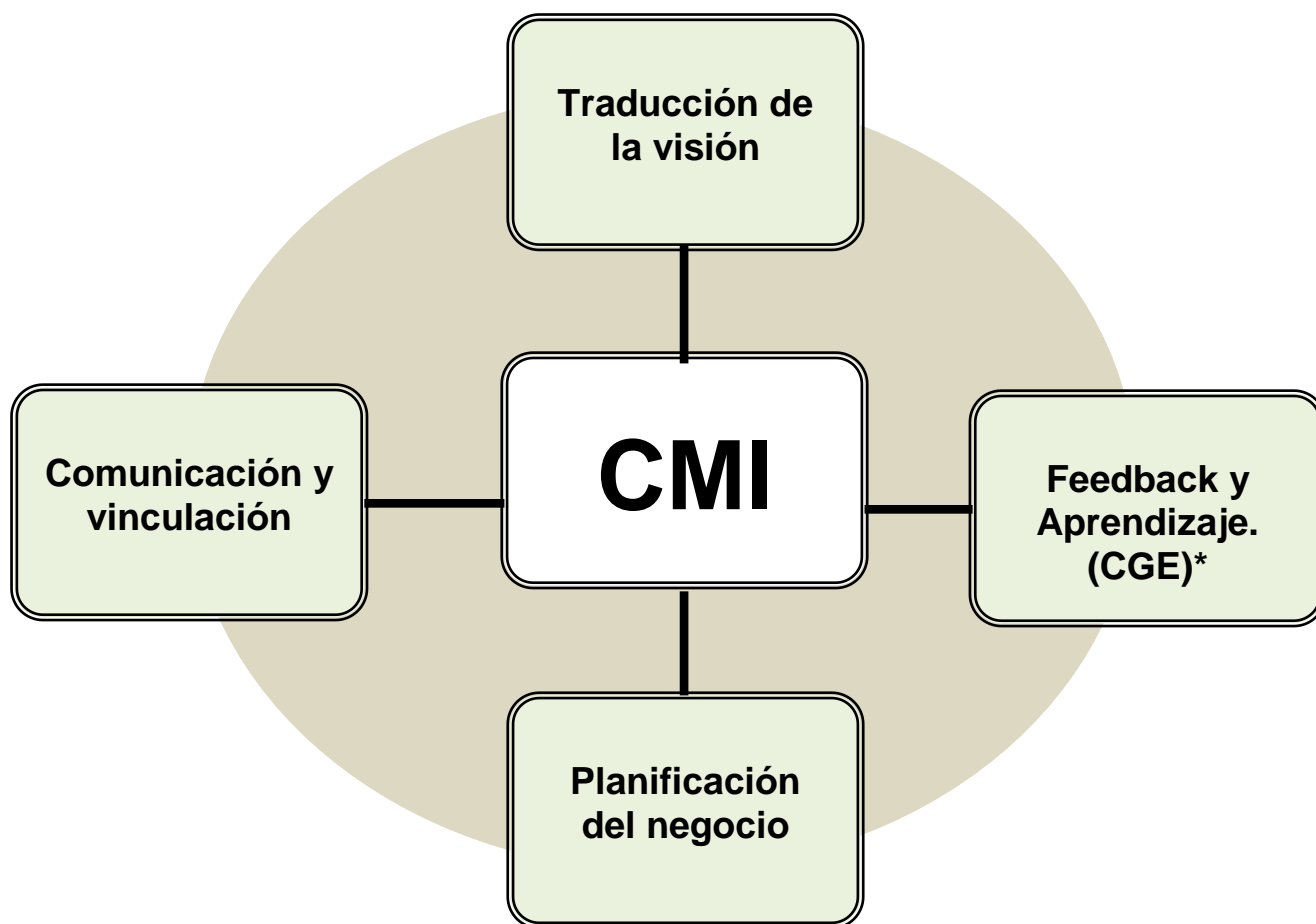 Traducción de
la visión
Comunicación y
vinculación
CMI
Feedback y
Aprendizaje.
(CGE)*
Planificación
del negocio